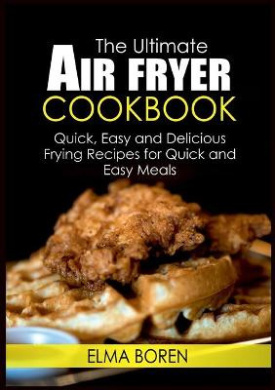 The Ultimate
AIR FRYER
COOKBOOK
Quick, Easy and Delicious
Frying Recipes for Quick and
Easy Meals
ELMA BOREN